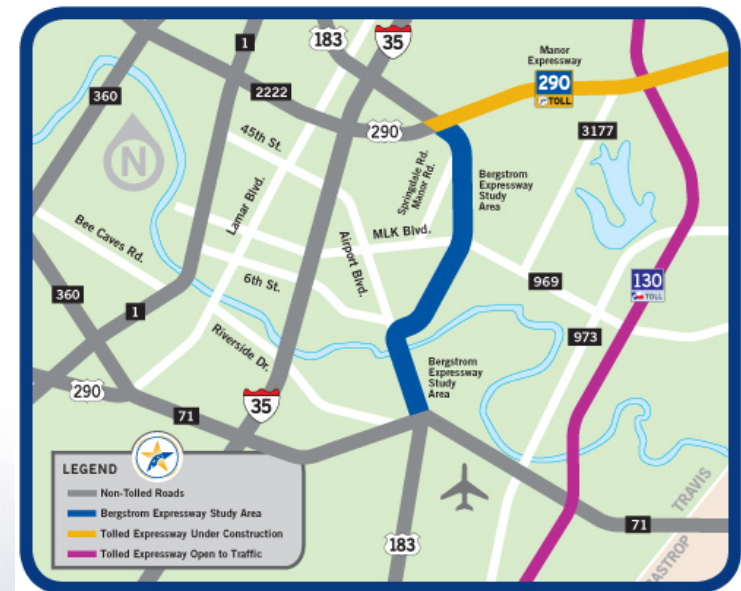 1
183
35
Manor
Expressway
290
TOLL
360
2222
290
3177
45th St.
N
Springdale Rd.
Manor Rd.
Bergstrom
Expressway
Study
Area
Lamar Blvd.
Bee Caves Rd.
MLK Blvd.
Airport Blvd.
6th St.
969
130
TOLL
360
1
973
Riverside Dr.
Bergstrom
Expressway
Study
Area
290
35
71
LEGEND
Non-Tolled Roads
Bergstrom Expressway Study Area
Tolled Expressway Under Construction
Tolled Expressway Open to Traffic
183
71
TRAVIS
BASTROP